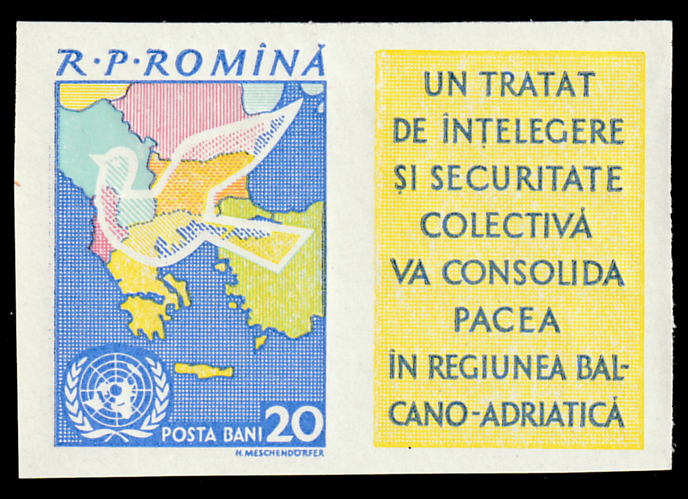 R·P·ROMÎNĂ
POSTA BANI 20
H. MESCHENDÖRFER
UN TRATAT
DE ÎNȚELEGERE
ȘI SECURITATE
COLECTIVĂ
VA CONSOLIDA
PACEA
ÎN REGIUNEA BAL-
CANO-ADRIATICĂ